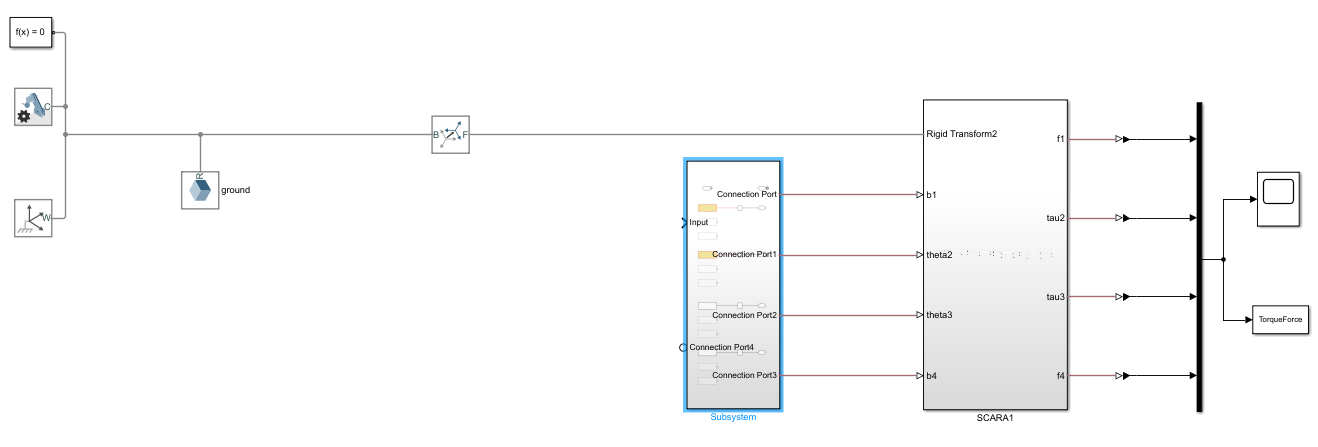 f(x) = 0
C
W
R
ground
B
F
Connection Port
Input
Connection Port1
Connection Port2
Connection Port4
Connection Port3
Subsystem
Rigid Transform2
b1
theta2
theta3
b4
f1
tau2
tau3
f4
SCARA1
TorqueForce